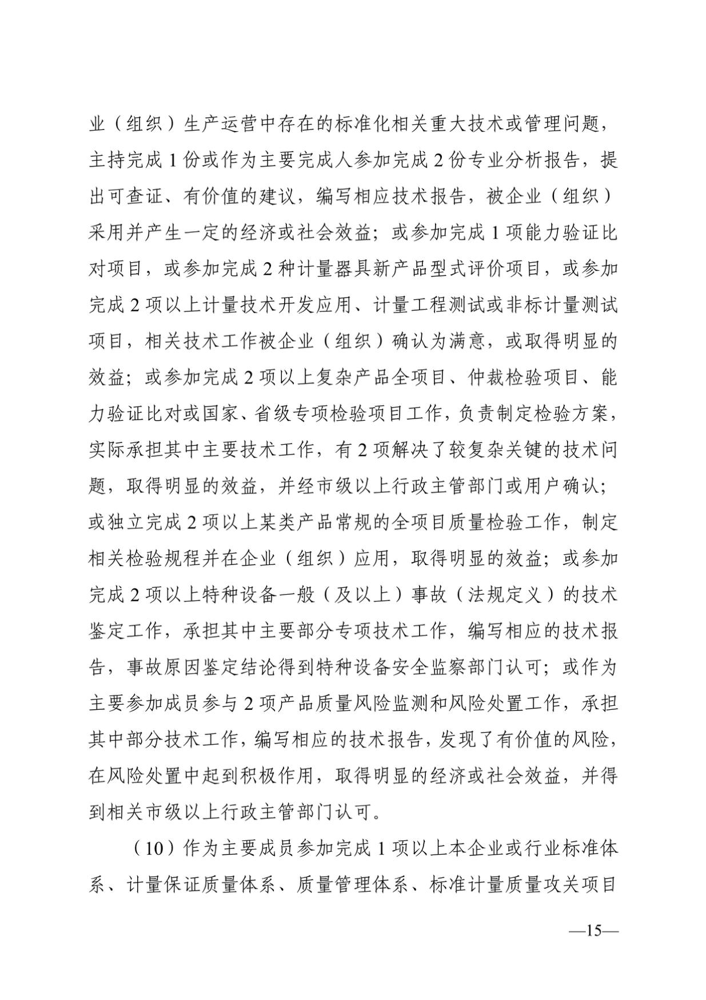 业（组织）生产运营中存在的标准化相关重大技术或管理问题，
主持完成 1 份或作为主要完成人参加完成 2 份专业分析报告，提
出可查证、有价值的建议，编写相应技术报告，被企业（组织）
采用并产生一定的经济或社会效益；或参加完成 1 项能力验证比
对项目，或参加完成 2 种计量器具新产品型式评价项目，或参加
完成 2 项以上计量技术开发应用、计量工程测试或非标计量测试
项目，相关技术工作被企业（组织）确认为满意，或取得明显的
效益；或参加完成 2 项以上复杂产品全项目、仲裁检验项目、能
力验证比对或国家、省级专项检验项目工作，负责制定检验方案，
实际承担其中主要技术工作，有 2 项解决了较复杂关键的技术问
题，取得明显的效益，并经市级以上行政主管部门或用户确认；
或独立完成 2 项以上某类产品常规的全项目质量检验工作，制定
相关检验规程并在企业（组织）应用，取得明显的效益；或参加
完成 2 项以上特种设备一般（及以上）事故（法规定义）的技术
鉴定工作，承担其中主要部分专项技术工作，编写相应的技术报
告，事故原因鉴定结论得到特种设备安全监察部门认可；或作为
主要参加成员参与 2 项产品质量风险监测和风险处置工作，承担
其中部分技术工作，编写相应的技术报告，发现了有价值的风险，
在风险处置中起到积极作用，取得明显的经济或社会效益，并得
到相关市级以上行政主管部门认可。
（10）作为主要成员参加完成 1 项以上本企业或行业标准体
系、计量保证质量体系、质量管理体系、标准计量质量攻关项目
—15—